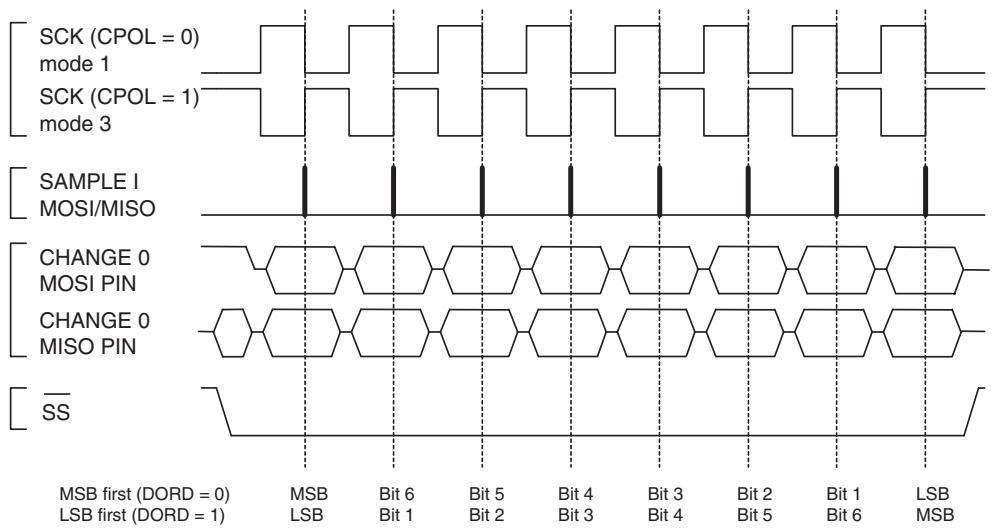 SCK (CPOL = 0)
mode 1
SCK (CPOL = 1)
mode 3
SAMPLE I
MOSI/MISO
CHANGE 0
MOSI PIN
CHANGE 0
MISO PIN
SS
MSB first (DORD = 0) MSB Bit 6 Bit 5 Bit 4 Bit 3 Bit 2 Bit 1 LSB
LSB first (DORD = 1) LSB Bit 1 Bit 2 Bit 3 Bit 4 Bit 5 Bit 6 MSB